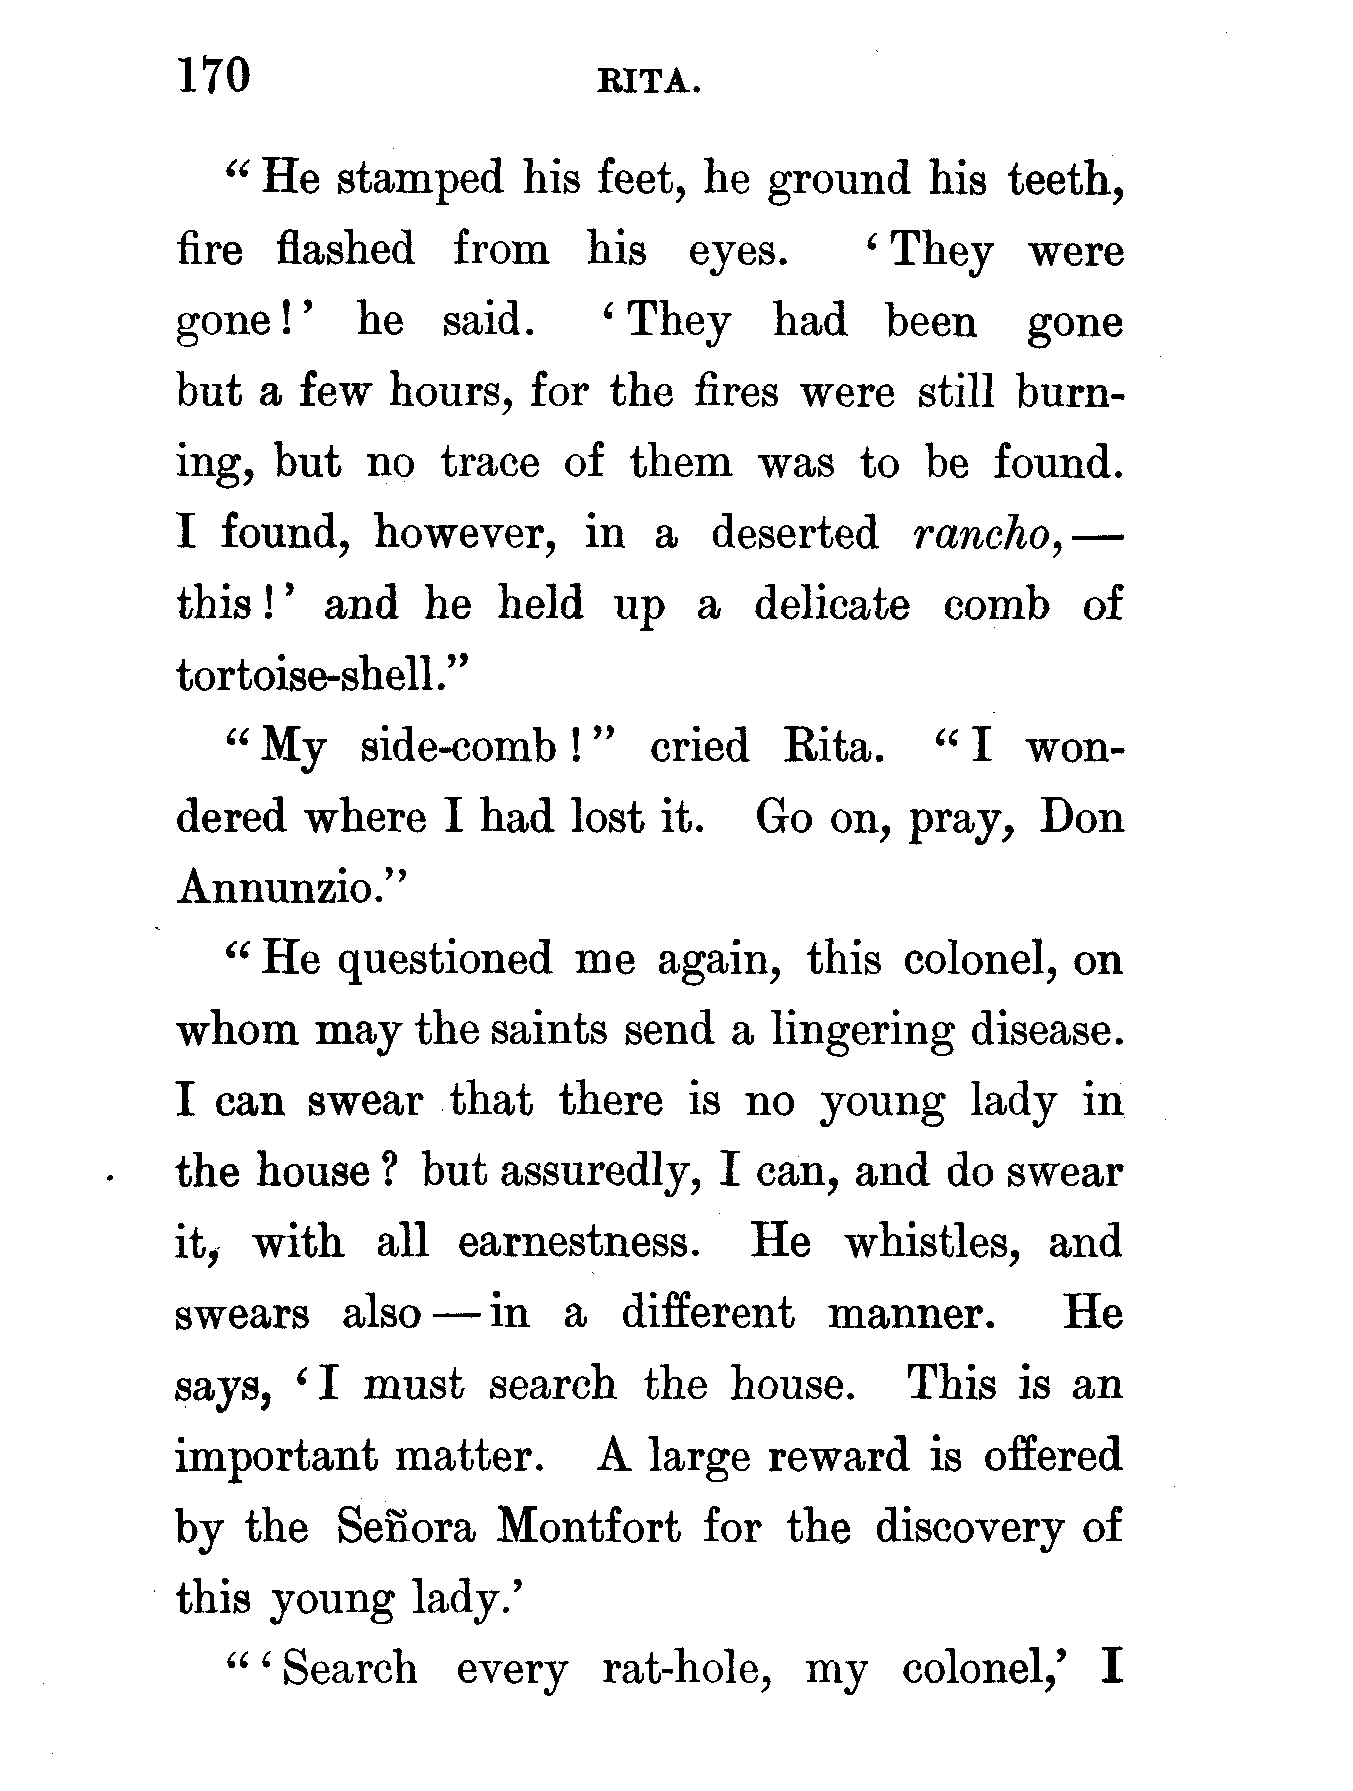 170 RITA.
“ He stamped his feet, he ground his teeth,
fire flashed from his eyes. ‘ They were
gone ! ’ he said. ‘ They had been gone
but a few hours, for the fires were still burn-
ing, but no trace of them was to be found.
I found, however, in a deserted rancho, —
this ! ’ and he held up a delicate comb of
tortoise-shell.”
“ My side-comb ! ” cried Rita. “ I won-
dered where I had lost it. Go on, pray, Don
Annunzio.”
“ He questioned me again, this colonel, on
whom may the saints send a lingering disease.
I can swear that there is no young lady in
the house ? but assuredly, I can, and do swear
it, with all earnestness. He whistles, and
swears also — in a different manner. He
says, ‘ I must search the house. This is an
important matter. A large reward is offered
by the Señora Montfort for the discovery of
this young lady.’
“ ‘ Search every rat-hole, my colonel,’ I